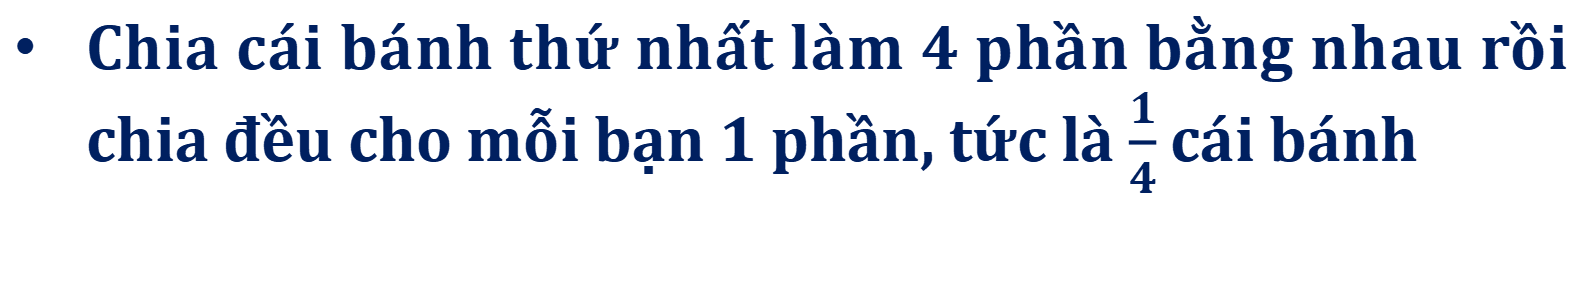 • Chia cái bánh thứ nhất làm 4 phần bằng nhau rồi
chia đều cho mỗi bạn 1 phần, tức là 1/4 cái bánh